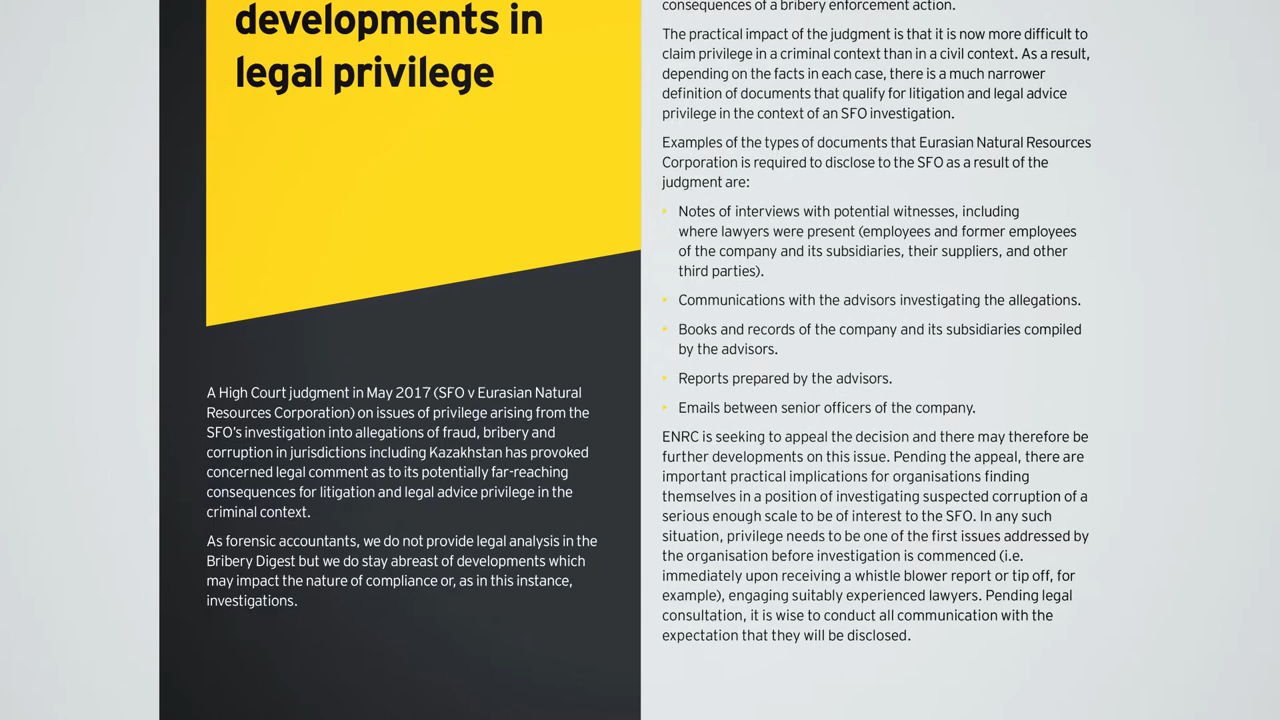 developments in
legal privilege
A High Court judgment in May 2017 (SFO v Eurasian Natural
Resources Corporation) on issues of privilege arising from the
SFO's investigation into allegations of fraud, bribery and
corruption in jurisdictions including Kazakhstan has provoked
concerned legal comment as to its potentially far-reaching
consequences for litigation and legal advice privilege in the
criminal context.
As forensic accountants, we do not provide legal analysis in the
Bribery Digest but we do stay abreast of developments which
may impact the nature of compliance or, as in this instance,
investigations.
consequences of a bribery enforcement action.
The practical impact of the judgment is that it is now more difficult to
claim privilege in a criminal context than in a civil context. As a result,
depending on the facts in each case, there is a much narrower
definition of documents that qualify for litigation and legal advice
privilege in the context of an SFO investigation.
Examples of the types of documents that Eurasian Natural Resources
Corporation is required to disclose to the SFO as a result of the
judgment are:
• Notes of interviews with potential witnesses, including
where lawyers were present (employees and former employees
of the company and its subsidiaries, their suppliers, and other
third parties).
• Communications with the advisors investigating the allegations.
• Books and records of the company and its subsidiaries compiled
by the advisors.
• Reports prepared by the advisors.
• Emails between senior officers of the company.
ENRC is seeking to appeal the decision and there may therefore be
further developments on this issue. Pending the appeal, there are
important practical implications for organisations finding
themselves in a position of investigating suspected corruption of a
serious enough scale to be of interest to the SFO. In any such
situation, privilege needs to be one of the first issues addressed by
the organisation before investigation is commenced (i.e.
immediately upon receiving a whistle blower report or tip off, for
example), engaging suitably experienced lawyers. Pending legal
consultation, it is wise to conduct all communication with the
expectation that they will be disclosed.